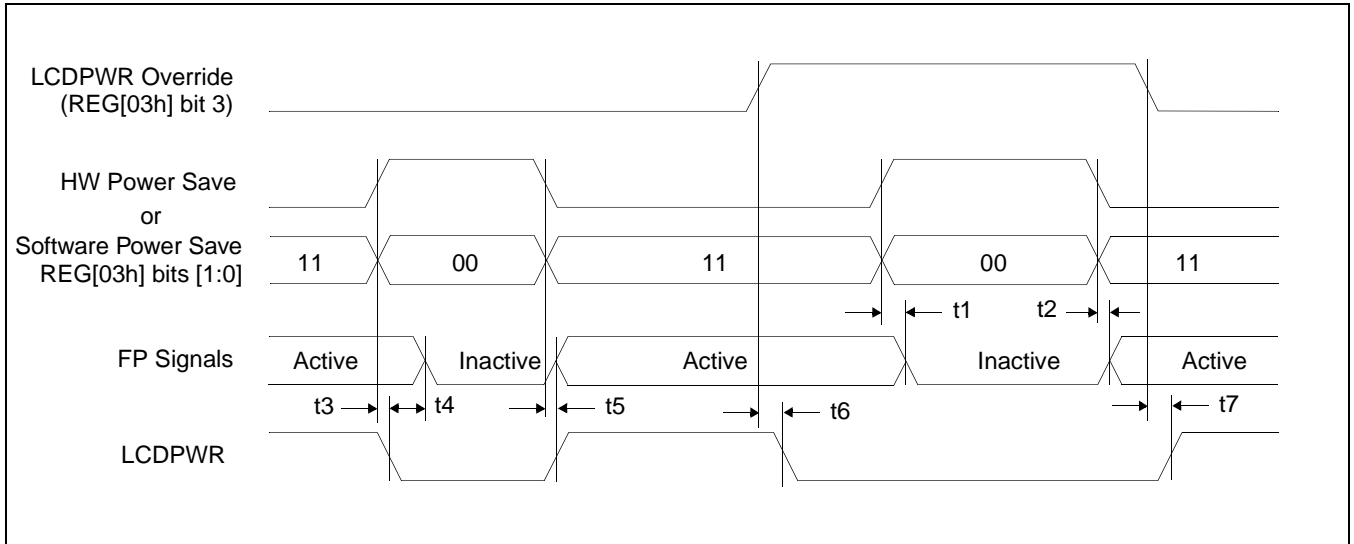 LCDPWR Override
(REG[03h] bit 3)
HW Power Save
or
Software Power Save
REG[03h] bits [1:0]
11
00
11
00
11
t1
t2
FP Signals
Active
Inactive
Active
Inactive
Active
t3
t4
t5
t6
t7
LCDPWR